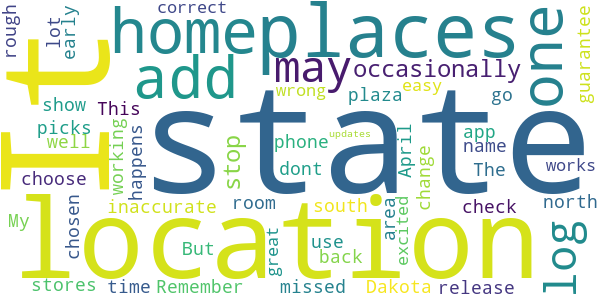 rough
lot
early
correct
home
places
one
guarantee
It
add
may
occasionally
show
This
wrong
plaza
easy
go
picks
well
state
phone
app
working
happens
stop
dont
April
change
name
The
works
choose
chosen
location
My
inaccurate
room
south
area
excited
check
north
log
But
great
use
back
stores
time
Remember
missed
Dakota
release
updates